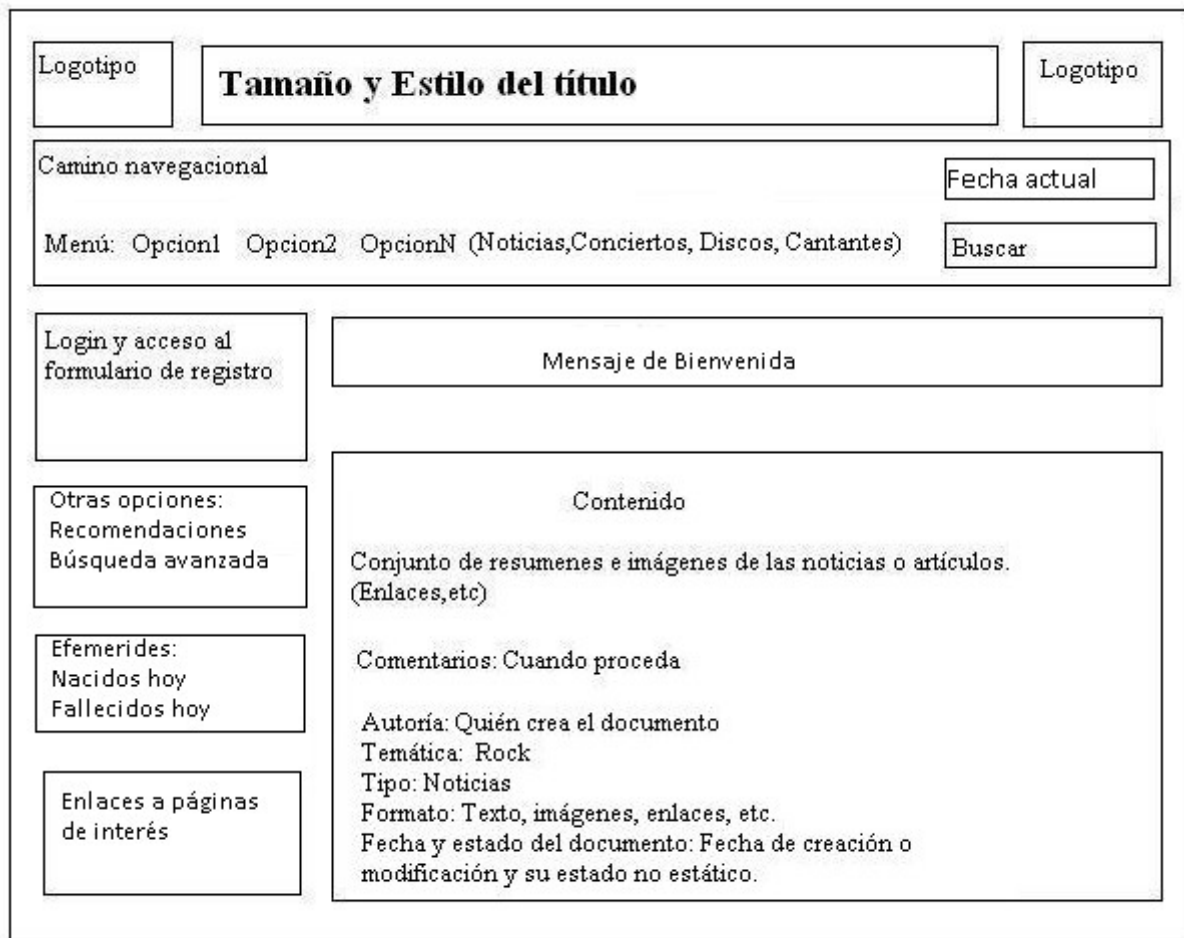 Logotipo
Tamaño y Estilo del título
Logotipo
Camino navegacional
Fecha actual
Menú: Opcion1 Opcion2 OpcionN (Noticias,Conciertos, Discos, Cantantes)
Buscar
Login y acceso al
formulario de registro
Mensaje de Bienvenida
Otras opciones:
Recomendaciones
Búsqueda avanzada
Efemerides:
Nacidos hoy
Fallecidos hoy
Enlaces a páginas
de interés
Contenido
Conjunto de resumenes e imágenes de las noticias o artículos.
(Enlaces,etc)
Comentarios: Cuando proceda
Autoría: Quién crea el documento
Temática: Rock
Tipo: Noticias
Formato: Texto, imágenes, enlaces, etc.
Fecha y estado del documento: Fecha de creación o
modificación y su estado no estático.